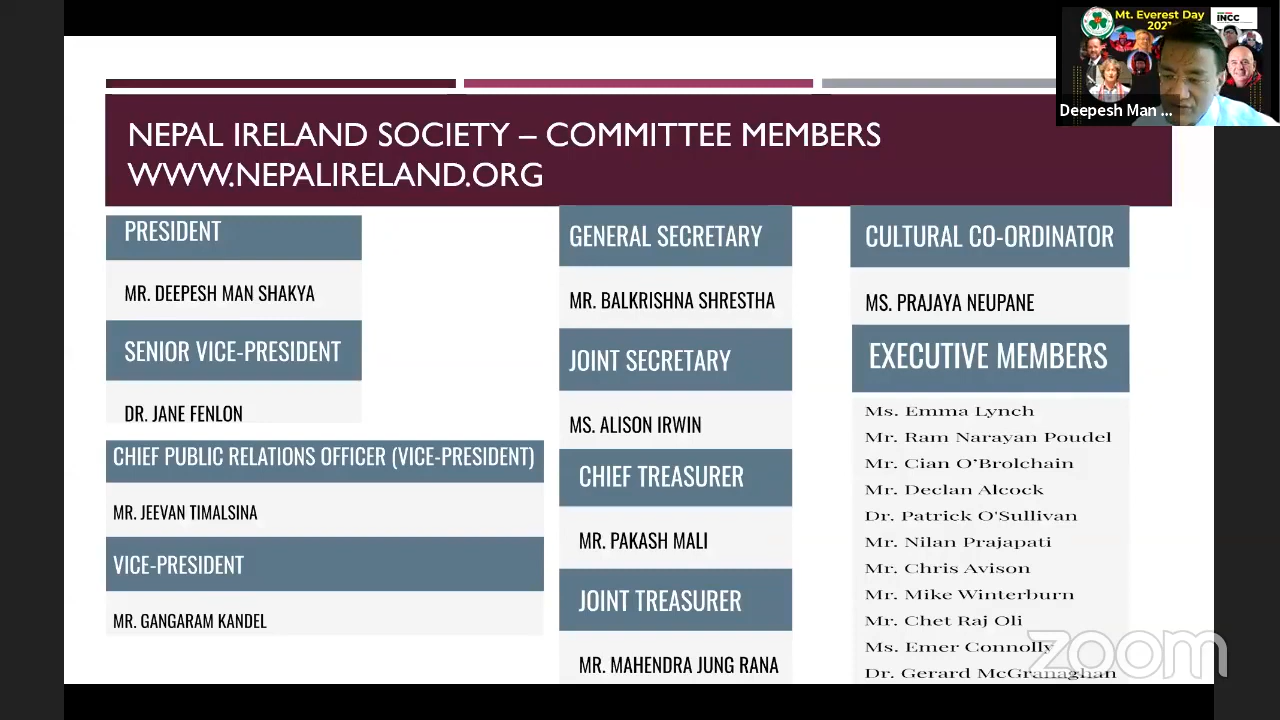 NEPAL IRELAND SOCIETY – COMMITTEE MEMBERS
WWW.NEPALIRELAND.ORG
PRESIDENT
MR. DEEPESH MAN SHAKYA
SENIOR VICE-PRESIDENT
DR. JANE FENLON
CHIEF PUBLIC RELATIONS OFFICER (VICE-PRESIDENT)
MR. JEEVAN TIMALSINA
VICE-PRESIDENT
MR. GANGARAM KANDEL
GENERAL SECRETARY
MR. BALKRISHNA SHRESTHA
JOINT SECRETARY
MS. ALISON IRWIN
CHIEF TREASURER
MR. PAKASH MALI
JOINT TREASURER
MR. MAHENDRA JUNG RANA
CULTURAL CO-ORDINATOR
MS. PRAJAYA NEUPANE
EXECUTIVE MEMBERS
Ms. Emma Lynch
Mr. Ram Narayan Poudel
Mr. Cian O'Brolchain
Mr. Declan Alcock
Dr. Patrick O'Sullivan
Mr. Nilan Prajapati
Mr. Chris Avison
Mr. Mike Winterburn
Mr. Chet Raj Oli
Ms. Emer Connolly
Dr. Gerard McGranaghan
Mt. Everest Day
INCC
Deepesh Man ...
zoom